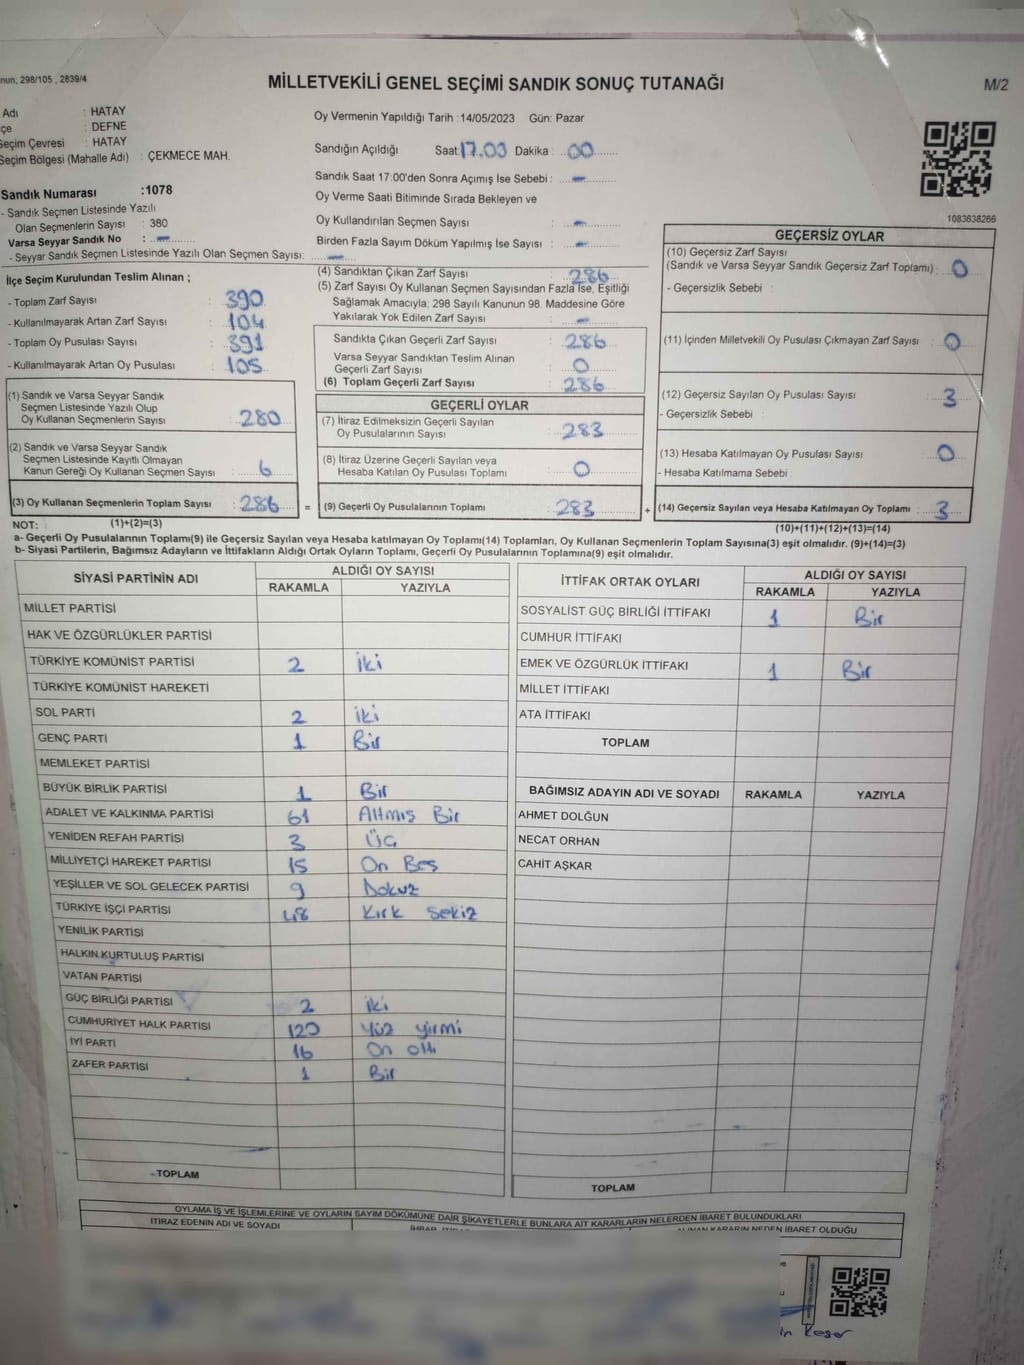 nun; 298/105 , 2839/4
MİLLETVEKİLİ GENEL SEÇİMİ SANDIK SONUÇ TUTANAĞI
M/2
Adı : HATAY
çe : DEFNE
Seçim Çevresi : HATAY
Seçim Bölgesi (Mahalle Adı) : ÇEKMECE MAH.
Sandık Numarası :1078
- Sandık Seçmen Listesinde Yazılı
Olan Seçmenlerin Sayısı : 380
Varsa Seyyar Sandık No : -
- Seyyar Sandık Seçmen Listesinde Yazılı Olan Seçmen Sayısı: -
Oy Vermenin Yapıldığı Tarih : 14/05/2023 Gün: Pazar
Sandığın Açıldığı Saat 17.00 Dakika : 00
Sandık Saat 17:00'den Sonra Açımış İse Sebebi : -
Oy Verme Saati Bitiminde Sırada Bekleyen ve
Oy Kullandırılan Seçmen Sayısı : -
Birden Fazla Sayım Döküm Yapılmış İse Sayısı : -
1083638266
İlçe Seçim Kurulundan Teslim Alınan ;
- Toplam Zarf Sayısı : 390
- Kullanılmayarak Artan Zarf Sayısı : 104
- Toplam Oy Pusulası Sayısı : 391
- Kullanılmayarak Artan Oy Pusulası : 105
(1) Sandık ve Varsa Seyyar Sandık
Seçmen Listesinde Yazılı Olup
Oy Kullanan Seçmenlerin Sayısı : 280
(2) Sandık ve Varsa Seyyar Sandık
Seçmen Listesinde Kayıtlı Olmayan
Kanun Gereği Oy Kullanan Seçmen Sayısı : 6
(3) Oy Kullanan Seçmenlerin Toplam Sayısı : 286 =
(4) Sandıktan Çıkan Zarf Sayısı : 286
(5) Zarf Sayısı Oy Kullanan Seçmen Sayısından Fazla İse, Eşitliği
Sağlamak Amacıyla; 298 Sayılı Kanunun 98. Maddesine Göre
Yakılarak Yok Edilen Zarf Sayısı : -
Sandıkta Çıkan Geçerli Zarf Sayısı : 286
Varsa Seyyar Sandıktan Teslim Alınan
Geçerli Zarf Sayısı : 0
(6) Toplam Geçerli Zarf Sayısı : 286
GEÇERLİ OYLAR
(7) İtiraz Edilmeksizin Geçerli Sayılan
Oy Pusulalarının Sayısı : 283
(8) İtiraz Üzerine Geçerli Sayılan veya
Hesaba Katılan Oy Pusulası Toplamı : 0
(9) Geçerli Oy Pusulalarının Toplamı : 283 +
GEÇERSİZ OYLAR
(10) Geçersiz Zarf Sayısı
(Sandık ve Varsa Seyyar Sandık Geçersiz Zarf Toplamı) : 0
- Geçersizlik Sebebi :
(11) İçinden Milletvekili Oy Pusulası Çıkmayan Zarf Sayısı : 0
(12) Geçersiz Sayılan Oy Pusulası Sayısı : 3
- Geçersizlik Sebebi :
(13) Hesaba Katılmayan Oy Pusulası Sayısı : 0
- Hesaba Katılmama Sebebi :
(14) Geçersiz Sayılan veya Hesaba Katılmayan Oy Toplamı : 3
NOT: (1)+(2)=(3)
(10)+(11)+(12)+(13)=(14)
a- Geçerli Oy Pusulalarının Toplamı(9) ile Geçersiz Sayılan veya Hesaba katılmayan Oy Toplamı(14) Toplamları, Oy Kullanan Seçmenlerin Toplam Sayısına(3) eşit olmalıdır. (9)+(14)=(3)
b- Siyasi Partilerin, Bağımsız Adayların ve İttifakların Aldığı Ortak Oyların Toplamı, Geçerli Oy Pusulalarının Toplamına(9) eşit olmalıdır.
SİYASİ PARTİNİN ADI ALDIĞI OY SAYISI
RAKAMLA YAZIYLA
MİLLET PARTİSİ
HAK VE ÖZGÜRLÜKLER PARTİSİ
TÜRKİYE KOMÜNİST PARTİSİ 2 iki
TÜRKİYE KOMÜNİST HAREKETİ
SOL PARTİ 2 iki
GENÇ PARTİ 1 Bir
MEMLEKET PARTİSİ
BÜYÜK BİRLİK PARTİSİ 1 Bir
ADALET VE KALKINMA PARTİSİ 61 Altmış Bir
YENİDEN REFAH PARTİSİ 3 Üç
MİLLİYETÇİ HAREKET PARTİSİ 15 On Beş
YEŞİLLER VE SOL GELECEK PARTİSİ 9 Dokuz
TÜRKİYE İŞÇİ PARTİSİ 48 Kırk Sekiz
YENİLİK PARTİSİ
HALKIN KURTULUŞ PARTİSİ
VATAN PARTİSİ
GÜÇ BİRLİĞİ PARTİSİ 2 iki
CUMHURİYET HALK PARTİSİ 120 Yüz yirmi
İYİ PARTİ 16 On altı
ZAFER PARTİSİ 1 Bir
TOPLAM
İTTİFAK ORTAK OYLARI ALDIĞI OY SAYISI
RAKAMLA YAZIYLA
SOSYALİST GÜÇ BİRLİĞİ İTTİFAKI 1 Bir
CUMHUR İTTİFAKI
EMEK VE ÖZGÜRLÜK İTTİFAKI 1 Bir
MİLLET İTTİFAKI
ATA İTTİFAKI
TOPLAM
BAĞIMSIZ ADAYIN ADI VE SOYADI RAKAMLA YAZIYLA
AHMET DOLĞUN
NECAT ORHAN
CAHİT AŞKAR
TOPLAM
OYLAMA İŞ VE İŞLEMLERİNE VE OYLARIN SAYIM DÖKÜMÜNE DAİR ŞİKAYETLERLE BUNLARA AİT KARARLARIN NELERDEN İBARET BULUNDUKLARI
İTİRAZ EDENİN ADI VE SOYADI
ALINAN KARARIN NEDEN İBARET OLDUĞU